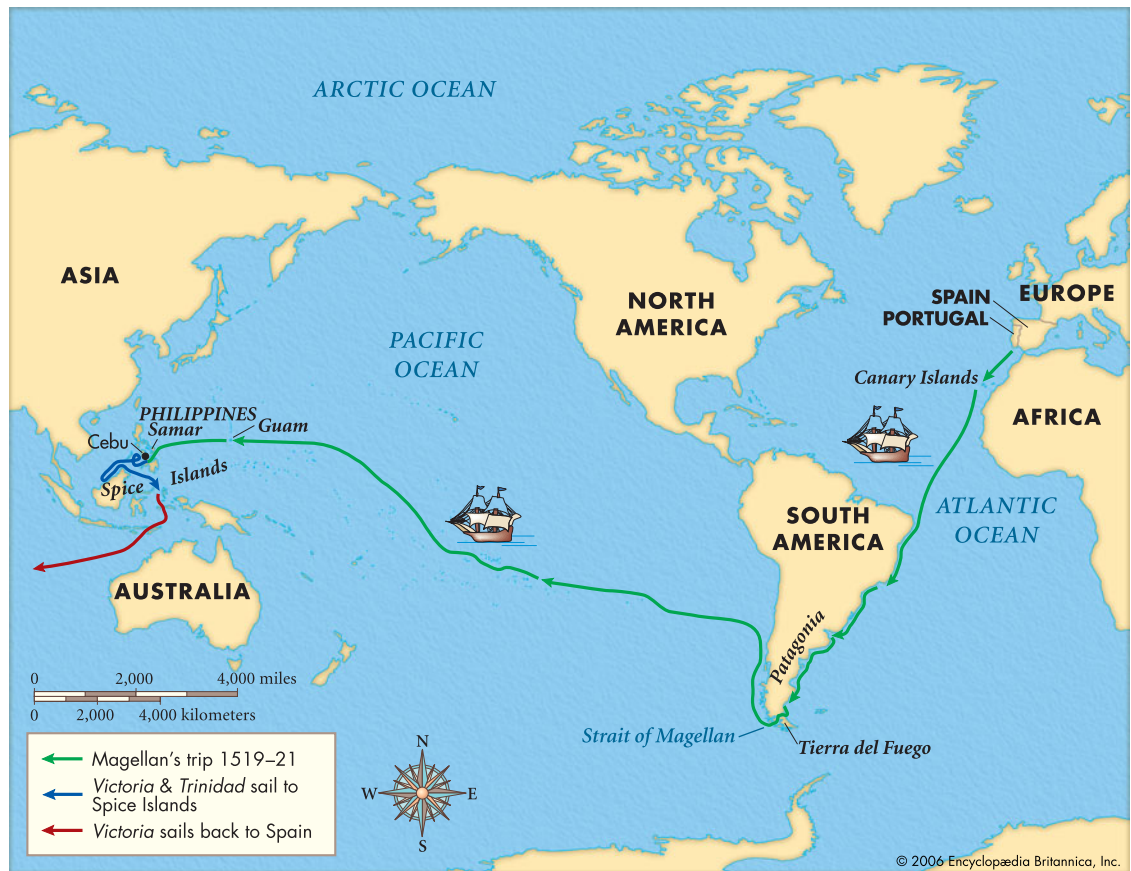 ARCTIC OCEAN
ASIA
NORTH
AMERICA
SPAIN
EUROPE
PORTUGAL
PACIFIC
OCEAN
Canary Islands
AFRICA
PHILIPPINES
Samar
Guam
Cebu
Islands
Spice
SOUTH
AMERICA
ATLANTIC
OCEAN
AUSTRALIA
Patagonia
0 2,000 4,000 miles
0 2,000 4,000 kilometers
Strait of Magellan
Tierra del Fuego
Magellan's trip 1519–21
Victoria & Trinidad sail to
Spice Islands
Victoria sails back to Spain
N
W
E
S
© 2006 Encyclopædia Britannica, Inc.